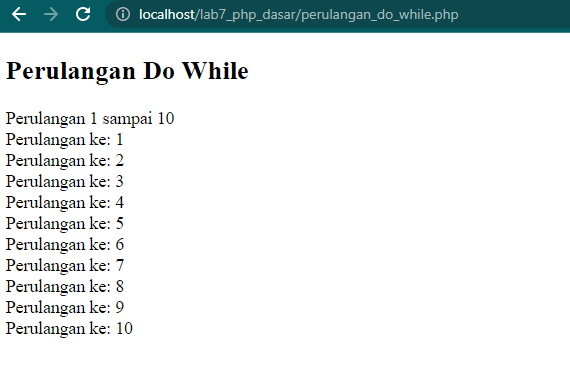 localhost/lab7_php_dasar/perulangan_do_while.php
Perulangan Do While
Perulangan 1 sampai 10
Perulangan ke: 1
Perulangan ke: 2
Perulangan ke: 3
Perulangan ke: 4
Perulangan ke: 5
Perulangan ke: 6
Perulangan ke: 7
Perulangan ke: 8
Perulangan ke: 9
Perulangan ke: 10